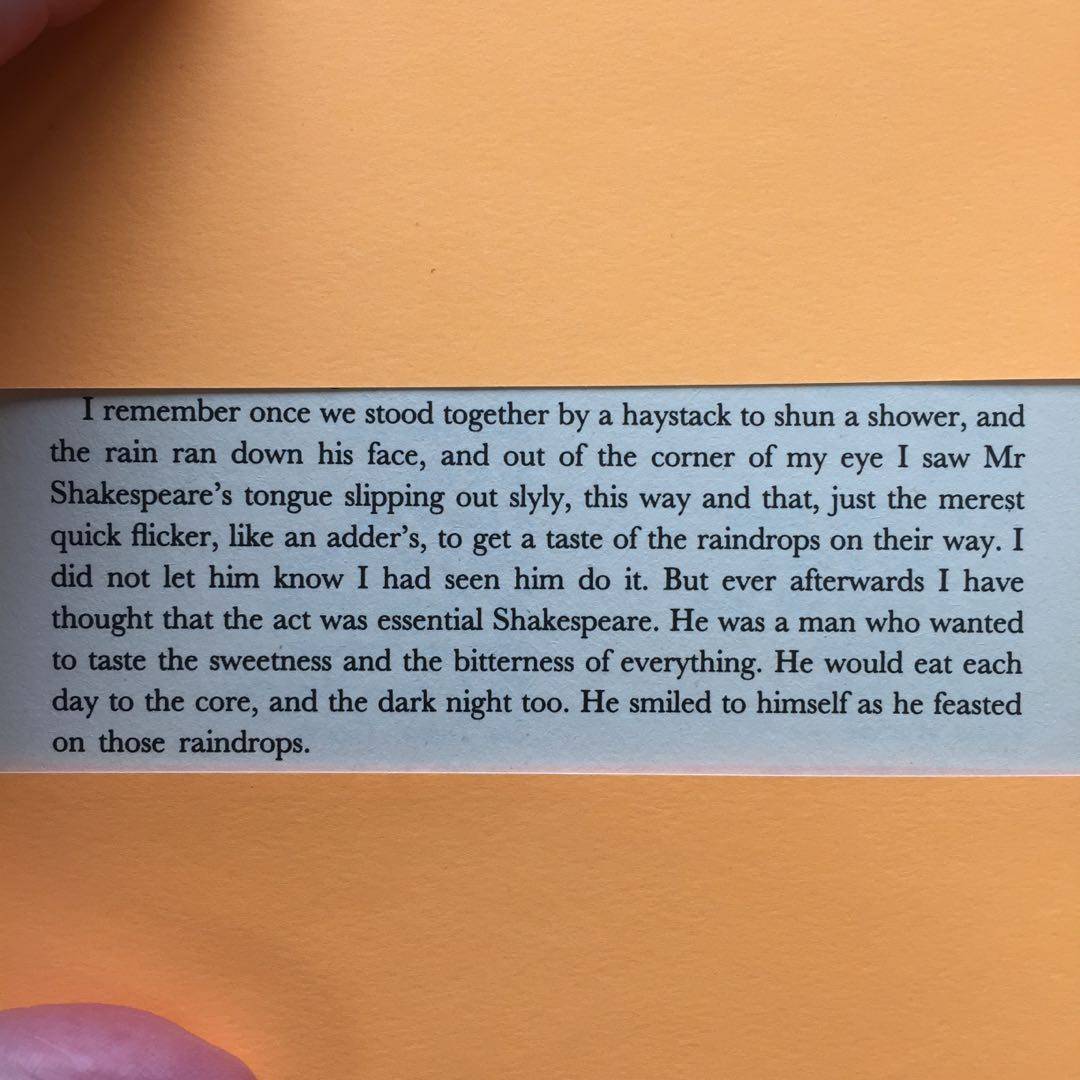 I remember once we stood together by a haystack to shun a shower, and
the rain ran down his face, and out of the corner of my eye I saw Mr
Shakespeare’s tongue slipping out slyly, this way and that, just the merest
quick flicker, like an adder’s, to get a taste of the raindrops on their way. I
did not let him know I had seen him do it. But ever afterwards I have
thought that the act was essential Shakespeare. He was a man who wanted
to taste the sweetness and the bitterness of everything. He would eat each
day to the core, and the dark night too. He smiled to himself as he feasted
on those raindrops.